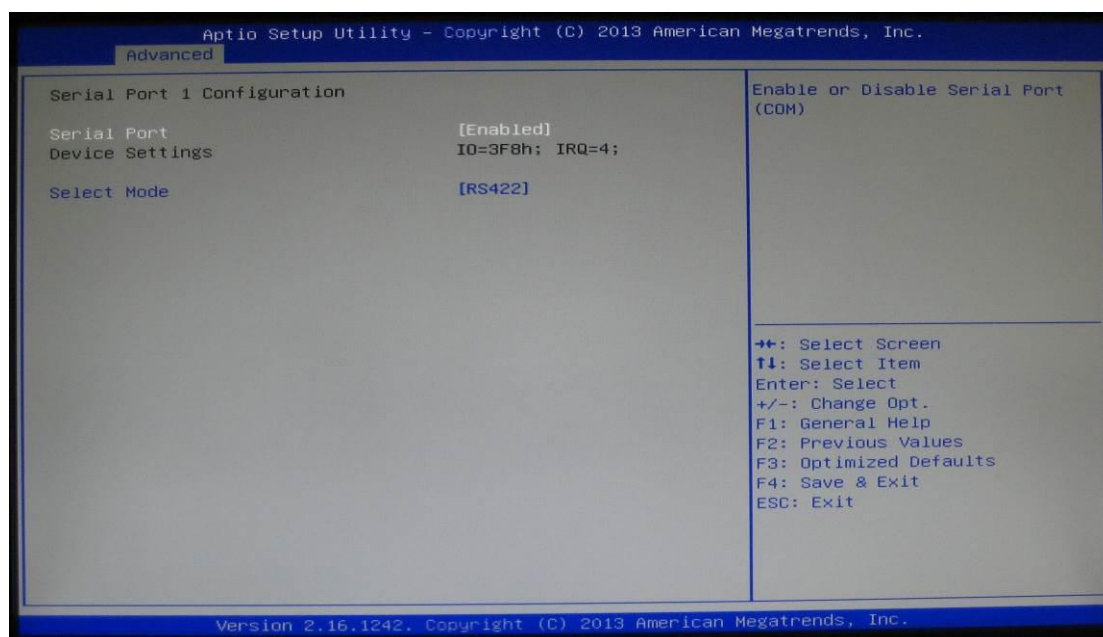 Aptio Setup Utility – Copyright (C) 2013 American Megatrends, Inc.
Advanced
Serial Port 1 Configuration
Serial Port [Enabled]
Device Settings IO=3F8h; IRQ=4;
Select Mode [RS422]
Enable or Disable Serial Port
(COM)
→←: Select Screen
↑↓: Select Item
Enter: Select
+/-: Change Opt.
F1: General Help
F2: Previous Values
F3: Optimized Defaults
F4: Save & Exit
ESC: Exit
Version 2.16.1242. Copyright (C) 2013 American Megatrends, Inc.